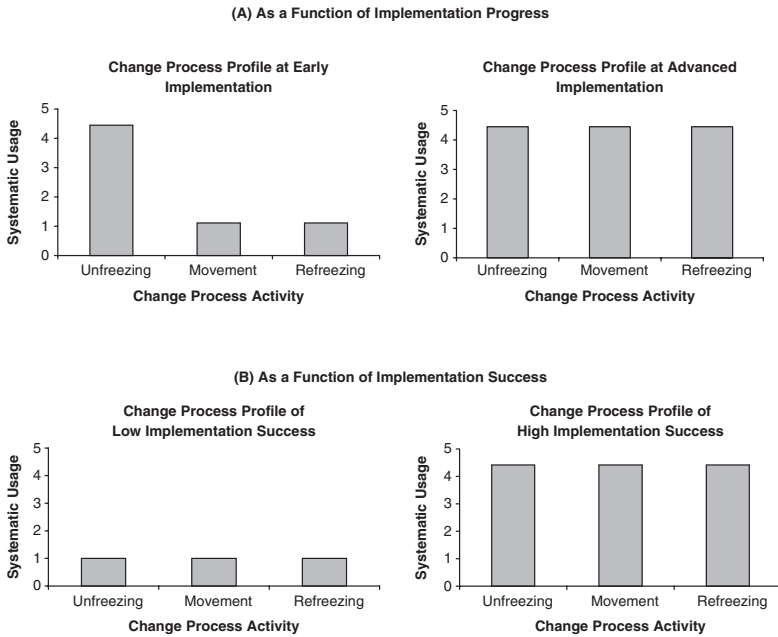 (A) As a Function of Implementation Progress
Change Process Profile at Early
Implementation
5
4
3
2
1
0
Systematic Usage
Unfreezing Movement Refreezing
Change Process Activity
Change Process Profile at Advanced
Implementation
5
4
3
2
1
0
Systematic Usage
Unfreezing Movement Refreezing
Change Process Activity
(B) As a Function of Implementation Success
Change Process Profile of
Low Implementation Success
5
4
3
2
1
0
Systematic Usage
Unfreezing Movement Refreezing
Change Process Activity
Change Process Profile of
High Implementation Success
5
4
3
2
1
0
Systematic Usage
Unfreezing Movement Refreezing
Change Process Activity